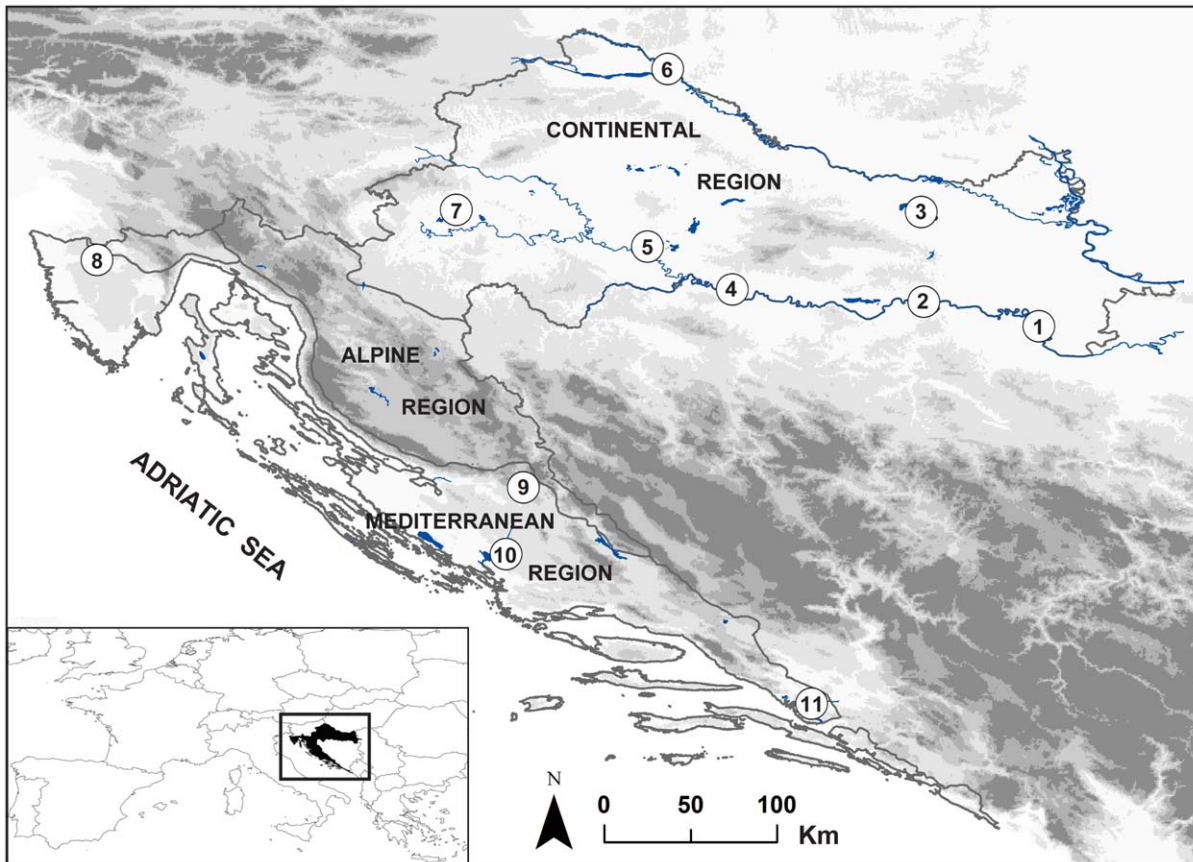 6
CONTINENTAL
REGION
7
3
5
8
4
2
1
ALPINE
REGION
9
ADRIATIC SEA
MEDITERRANEAN
10
REGION
11
N
0 50 100
Km